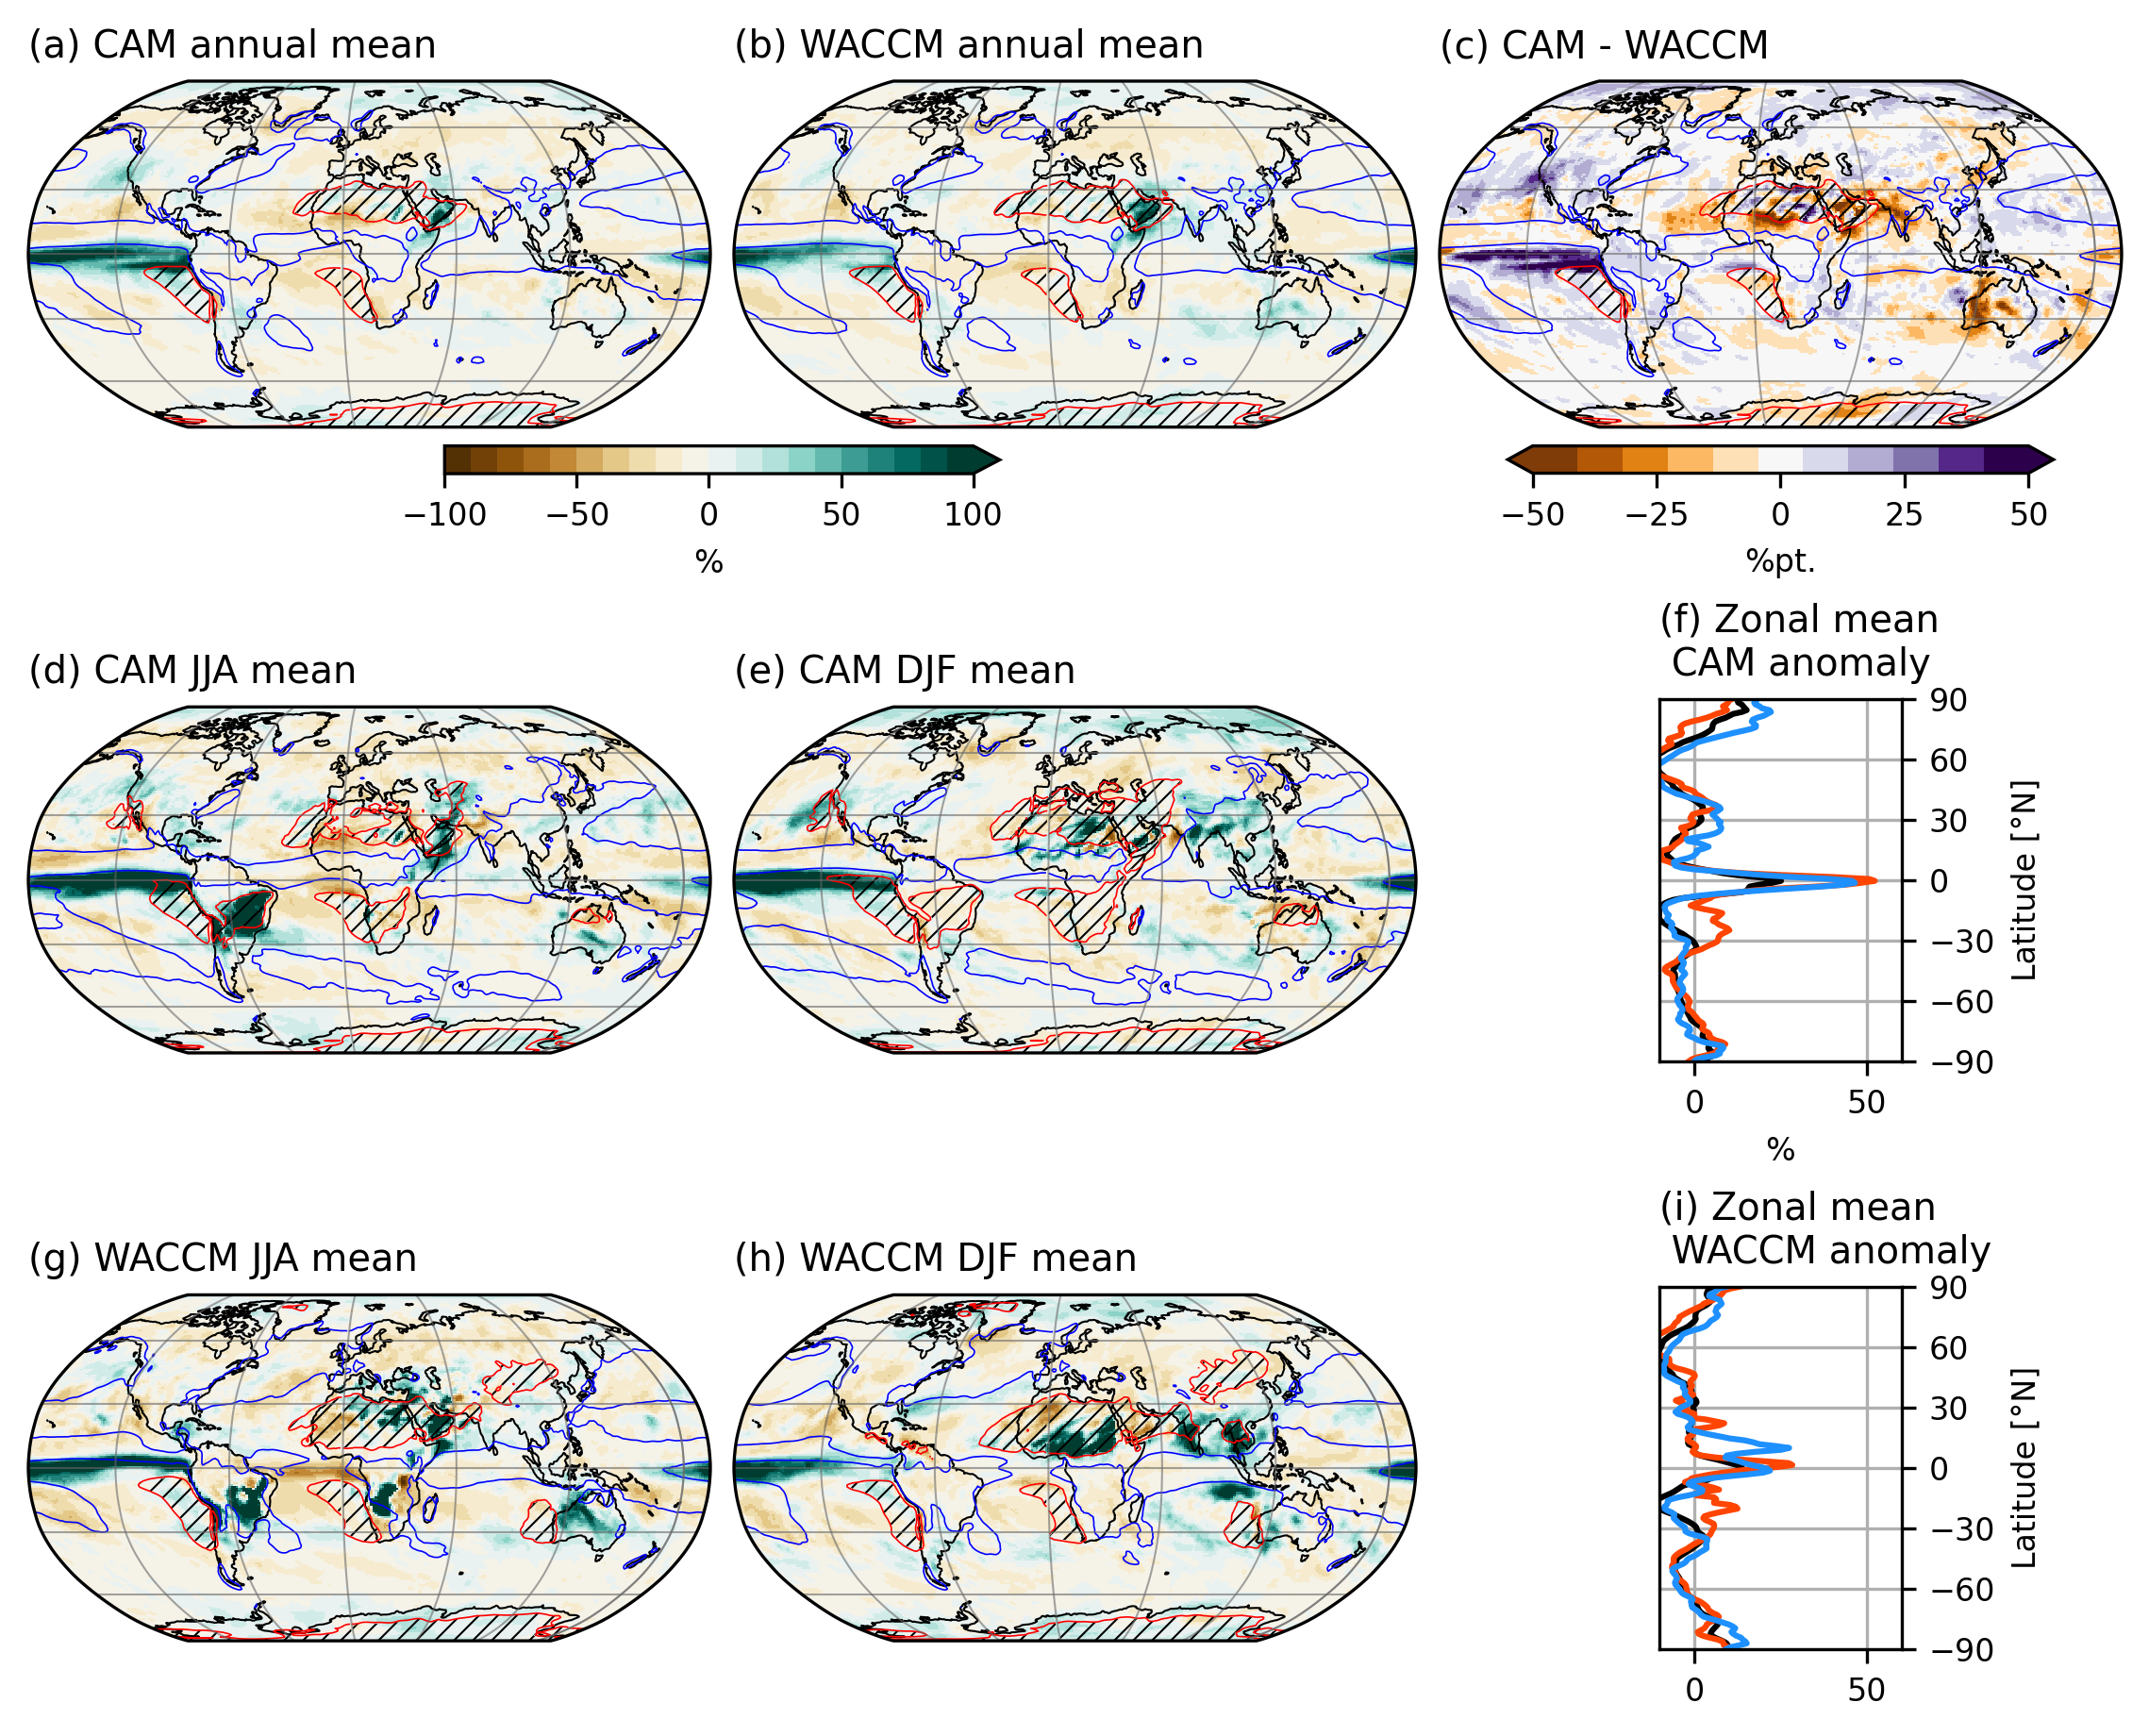 (a) CAM annual mean
(b) WACCM annual mean
(c) CAM - WACCM
−100 −50 0 50 100
%
−50 −25 0 25 50
%pt.
(d) CAM JJA mean
(e) CAM DJF mean
(f) Zonal mean
CAM anomaly
90
60
30
0
−30
−60
−90
Latitude [°N]
0 50
%
(g) WACCM JJA mean
(h) WACCM DJF mean
(i) Zonal mean
WACCM anomaly
90
60
30
0
−30
−60
−90
Latitude [°N]
0 50